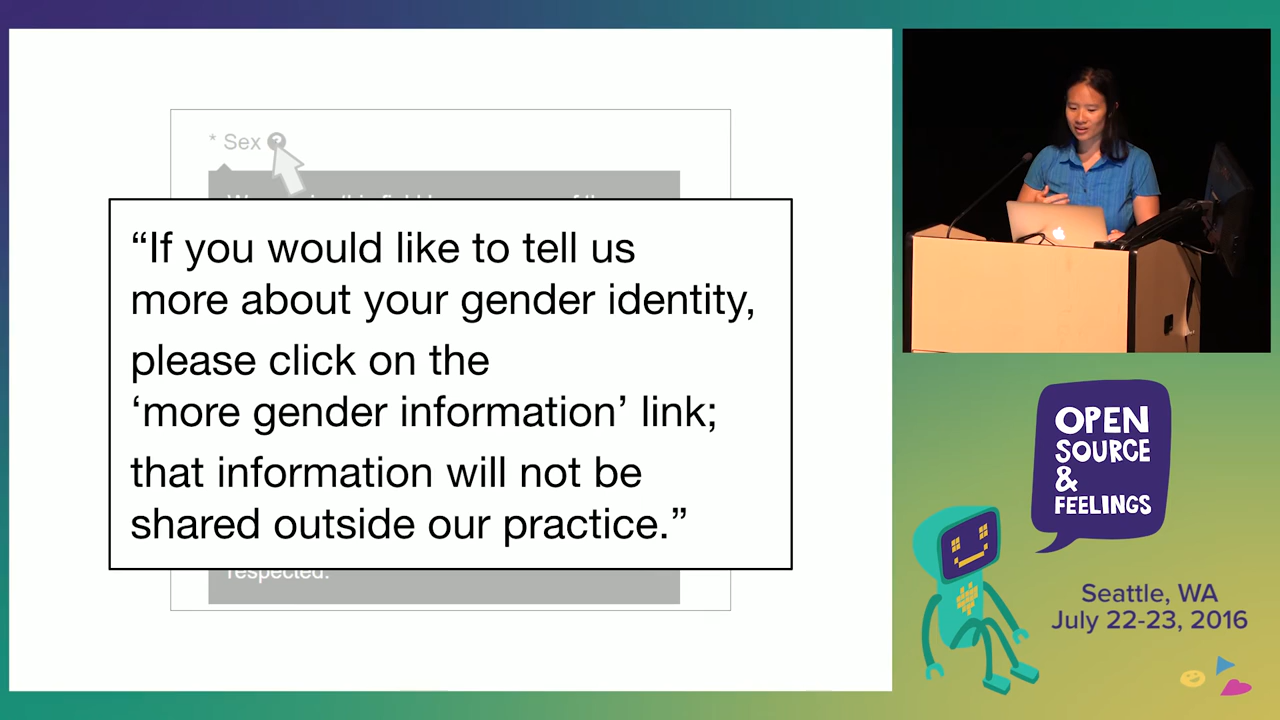 * Sex
“If you would like to tell us
more about your gender identity,
please click on the
‘more gender information’ link;
that information will not be
shared outside our practice.”
respected.
OPEN
SOURCE
&
FEELINGS
Seattle, WA
July 22-23, 2016